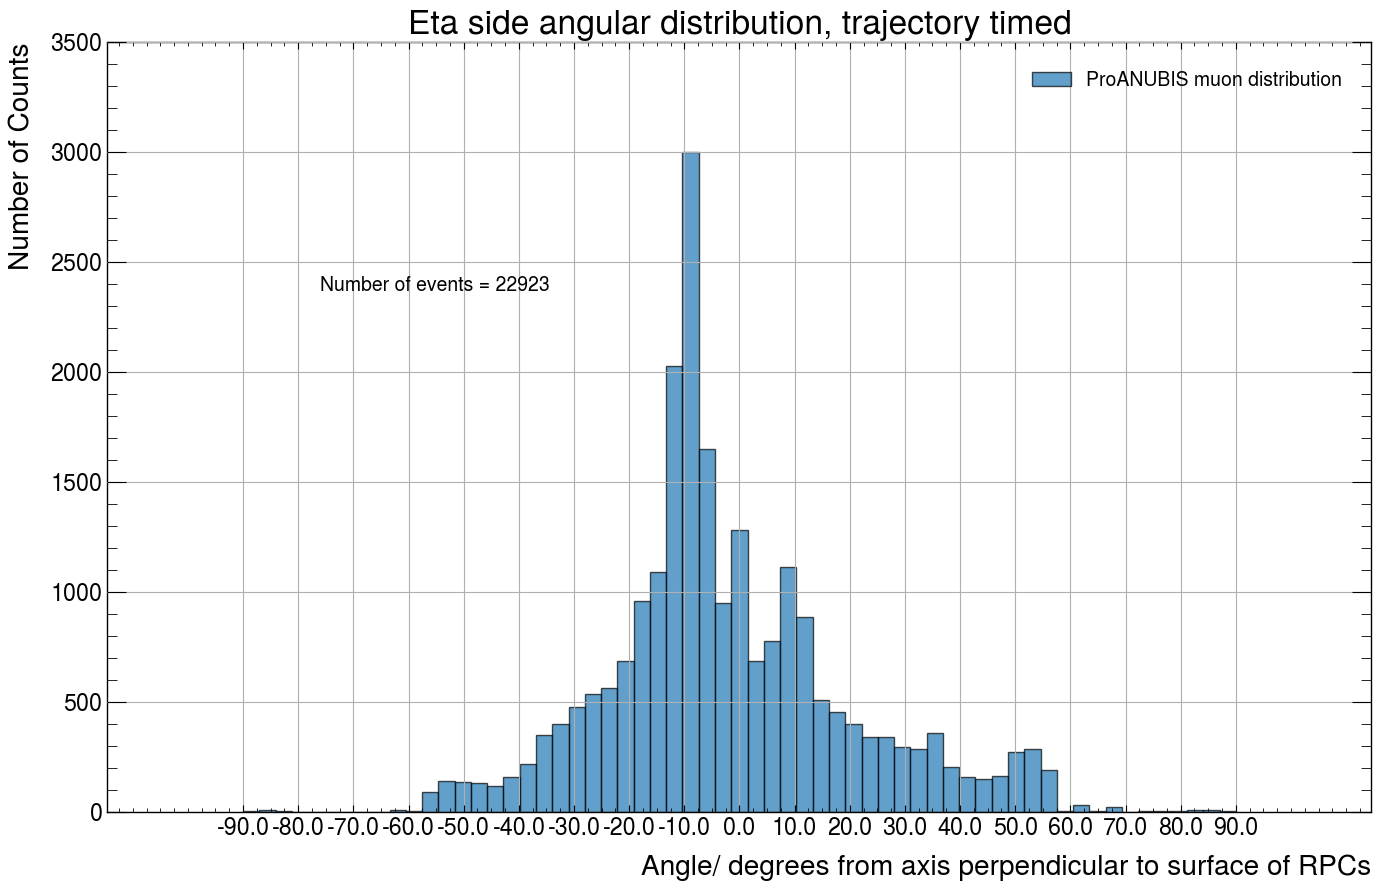 Eta side angular distribution, trajectory timed
Number of Counts
3500
3000
2500
2000
1500
1000
500
0
ProANUBIS muon distribution
Number of events = 22923
-90.0 -80.0 -70.0 -60.0 -50.0 -40.0 -30.0 -20.0 -10.0 0.0 10.0 20.0 30.0 40.0 50.0 60.0 70.0 80.0 90.0
Angle/ degrees from axis perpendicular to surface of RPCs